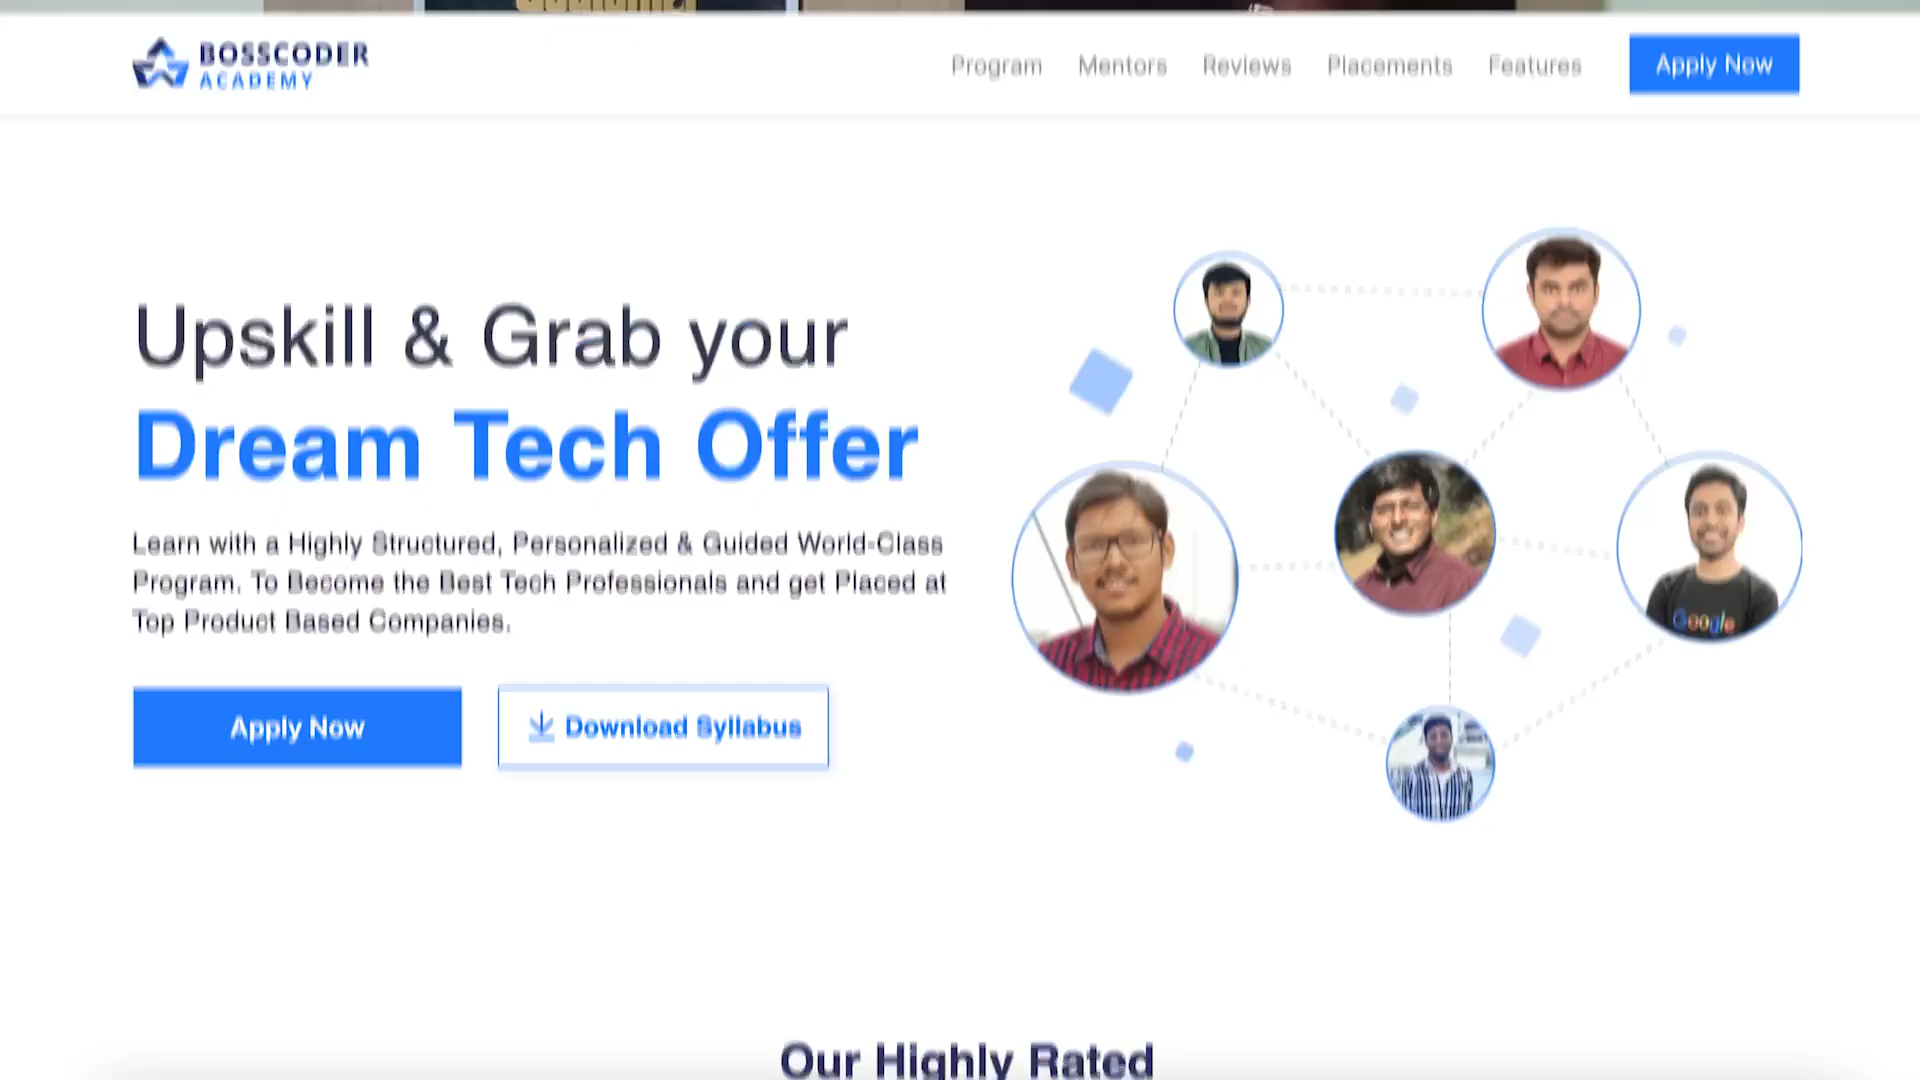 BOSSCODER
ACADEMY
Program
Mentors
Reviews
Placements
Features
Apply Now
Upskill & Grab your
Dream Tech Offer
Learn with a Highly Structured, Personalized & Guided World-Class
Program. To Become the Best Tech Professionals and get Placed at
Top Product Based Companies.
Apply Now
Download Syllabus
Google
Our Highly Rated